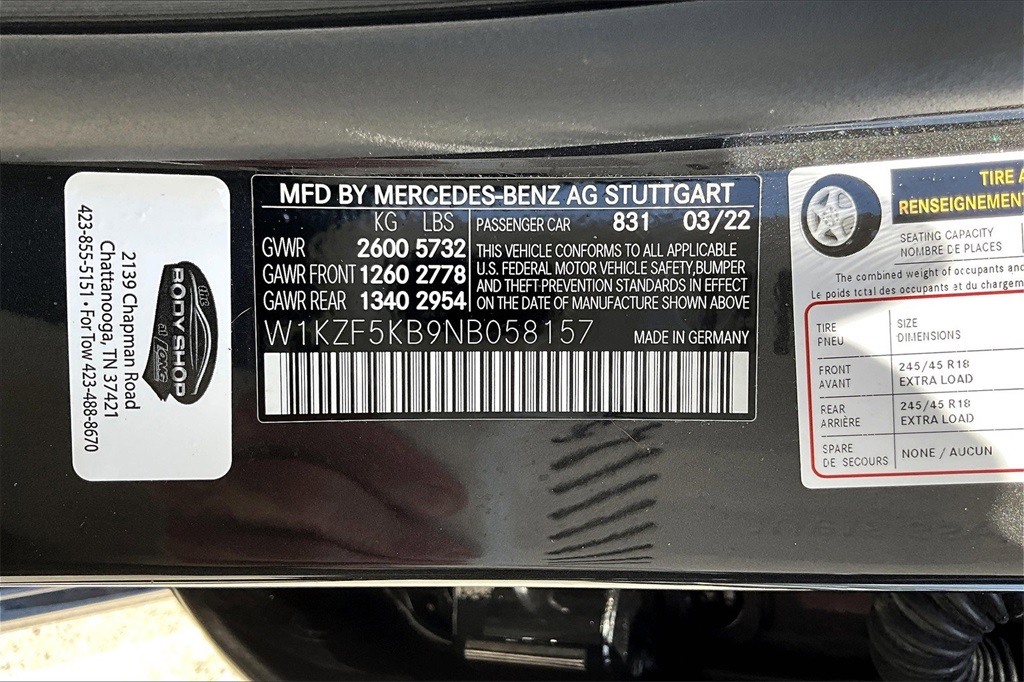 the
BODY SHOP
a TOWING
2139 Chapman Road
Chattanooga, TN 37421
423-855-5151 • For Tow 423-488-8670
MFD BY MERCEDES-BENZ AG STUTTGART
KG LBS PASSENGER CAR 831 03/22
GVWR 2600 5732
GAWR FRONT 1260 2778
GAWR REAR 1340 2954
THIS VEHICLE CONFORMS TO ALL APPLICABLE
U.S. FEDERAL MOTOR VEHICLE SAFETY, BUMPER
AND THEFT PREVENTION STANDARDS IN EFFECT
ON THE DATE OF MANUFACTURE SHOWN ABOVE
W1KZF5KB9NB058157 MADE IN GERMANY
TIRE
RENSEIGNEMENT
SEATING CAPACITY
NOMBRE DE PLACES
The combined weight of occupants and
Le poids total des occupants et du chargem
TIRE
PNEU
SIZE
DIMENSIONS
FRONT
AVANT
245/45 R18
EXTRA LOAD
REAR
ARRIÈRE
245/45 R18
EXTRA LOAD
SPARE
DE SECOURS
NONE / AUCUN